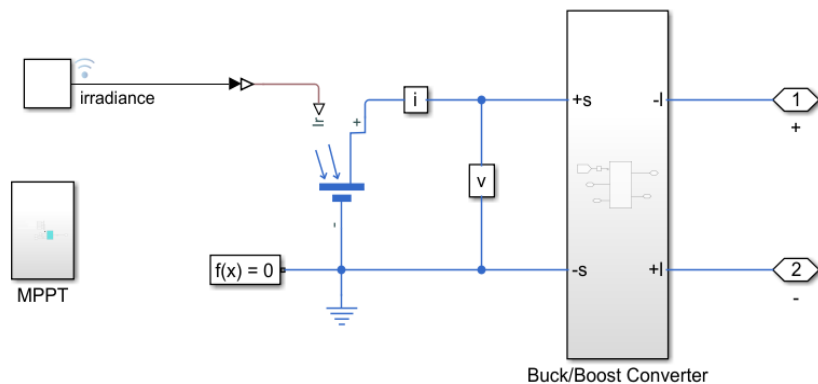 irradiance
Ir
+
i
+s
-l
1
+
v
MPPT
-
f(x) = 0
-s
+l
2
-
Buck/Boost Converter